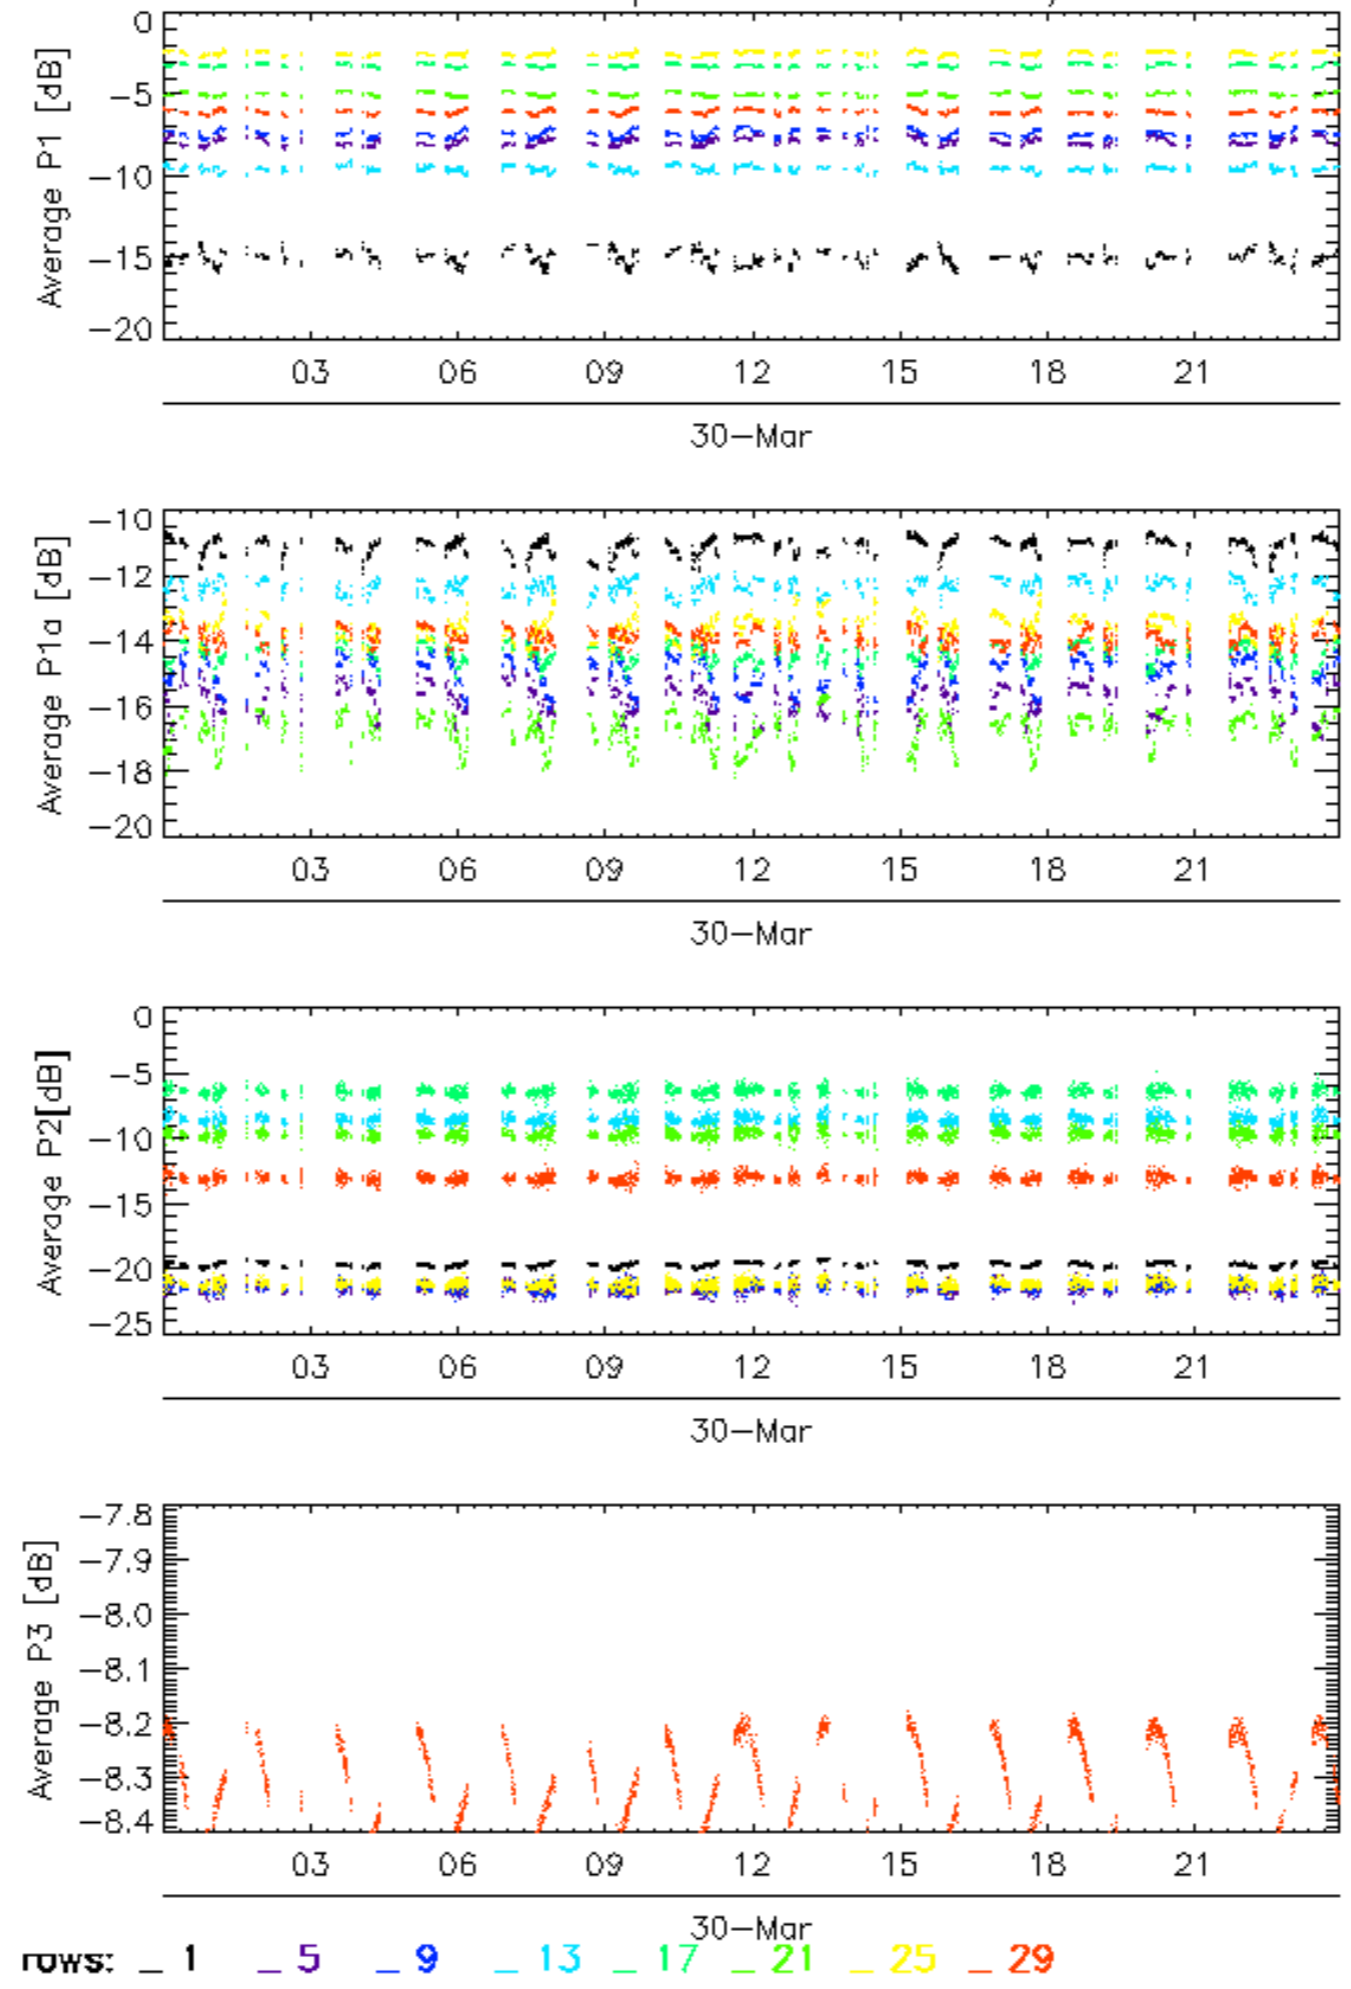 0
−5
−10
−15
−20
Average P1 [dB]
03 06 09 12 15 18 21
30−Mar
−10
−12
−14
−16
−18
−20
Average P1a [dB]
03 06 09 12 15 18 21
30−Mar
0
−5
−10
−15
−20
−25
Average P2[dB]
03 06 09 12 15 18 21
30−Mar
−7.8
−7.9
−8.0
−8.1
−8.2
−8.3
−8.4
Average P3 [dB]
03 06 09 12 15 18 21
30−Mar
rows: _ 1 _ 5 _ 9 _ 13 _ 17 _ 21 _ 25 _ 29